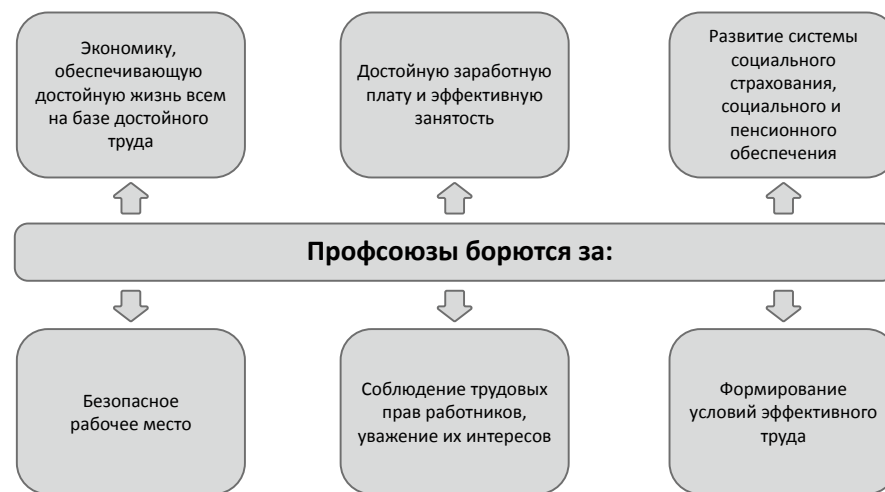 Экономику,
обеспечивающую
достойную жизнь всем
на базе достойного
труда
Достойную заработную
плату и эффективную
занятость
Развитие системы
социального
страхования,
социального и
пенсионного
обеспечения
Профсоюзы борются за:
Безопасное
рабочее место
Соблюдение трудовых
прав работников,
уважение их интересов
Формирование
условий эффективного
труда